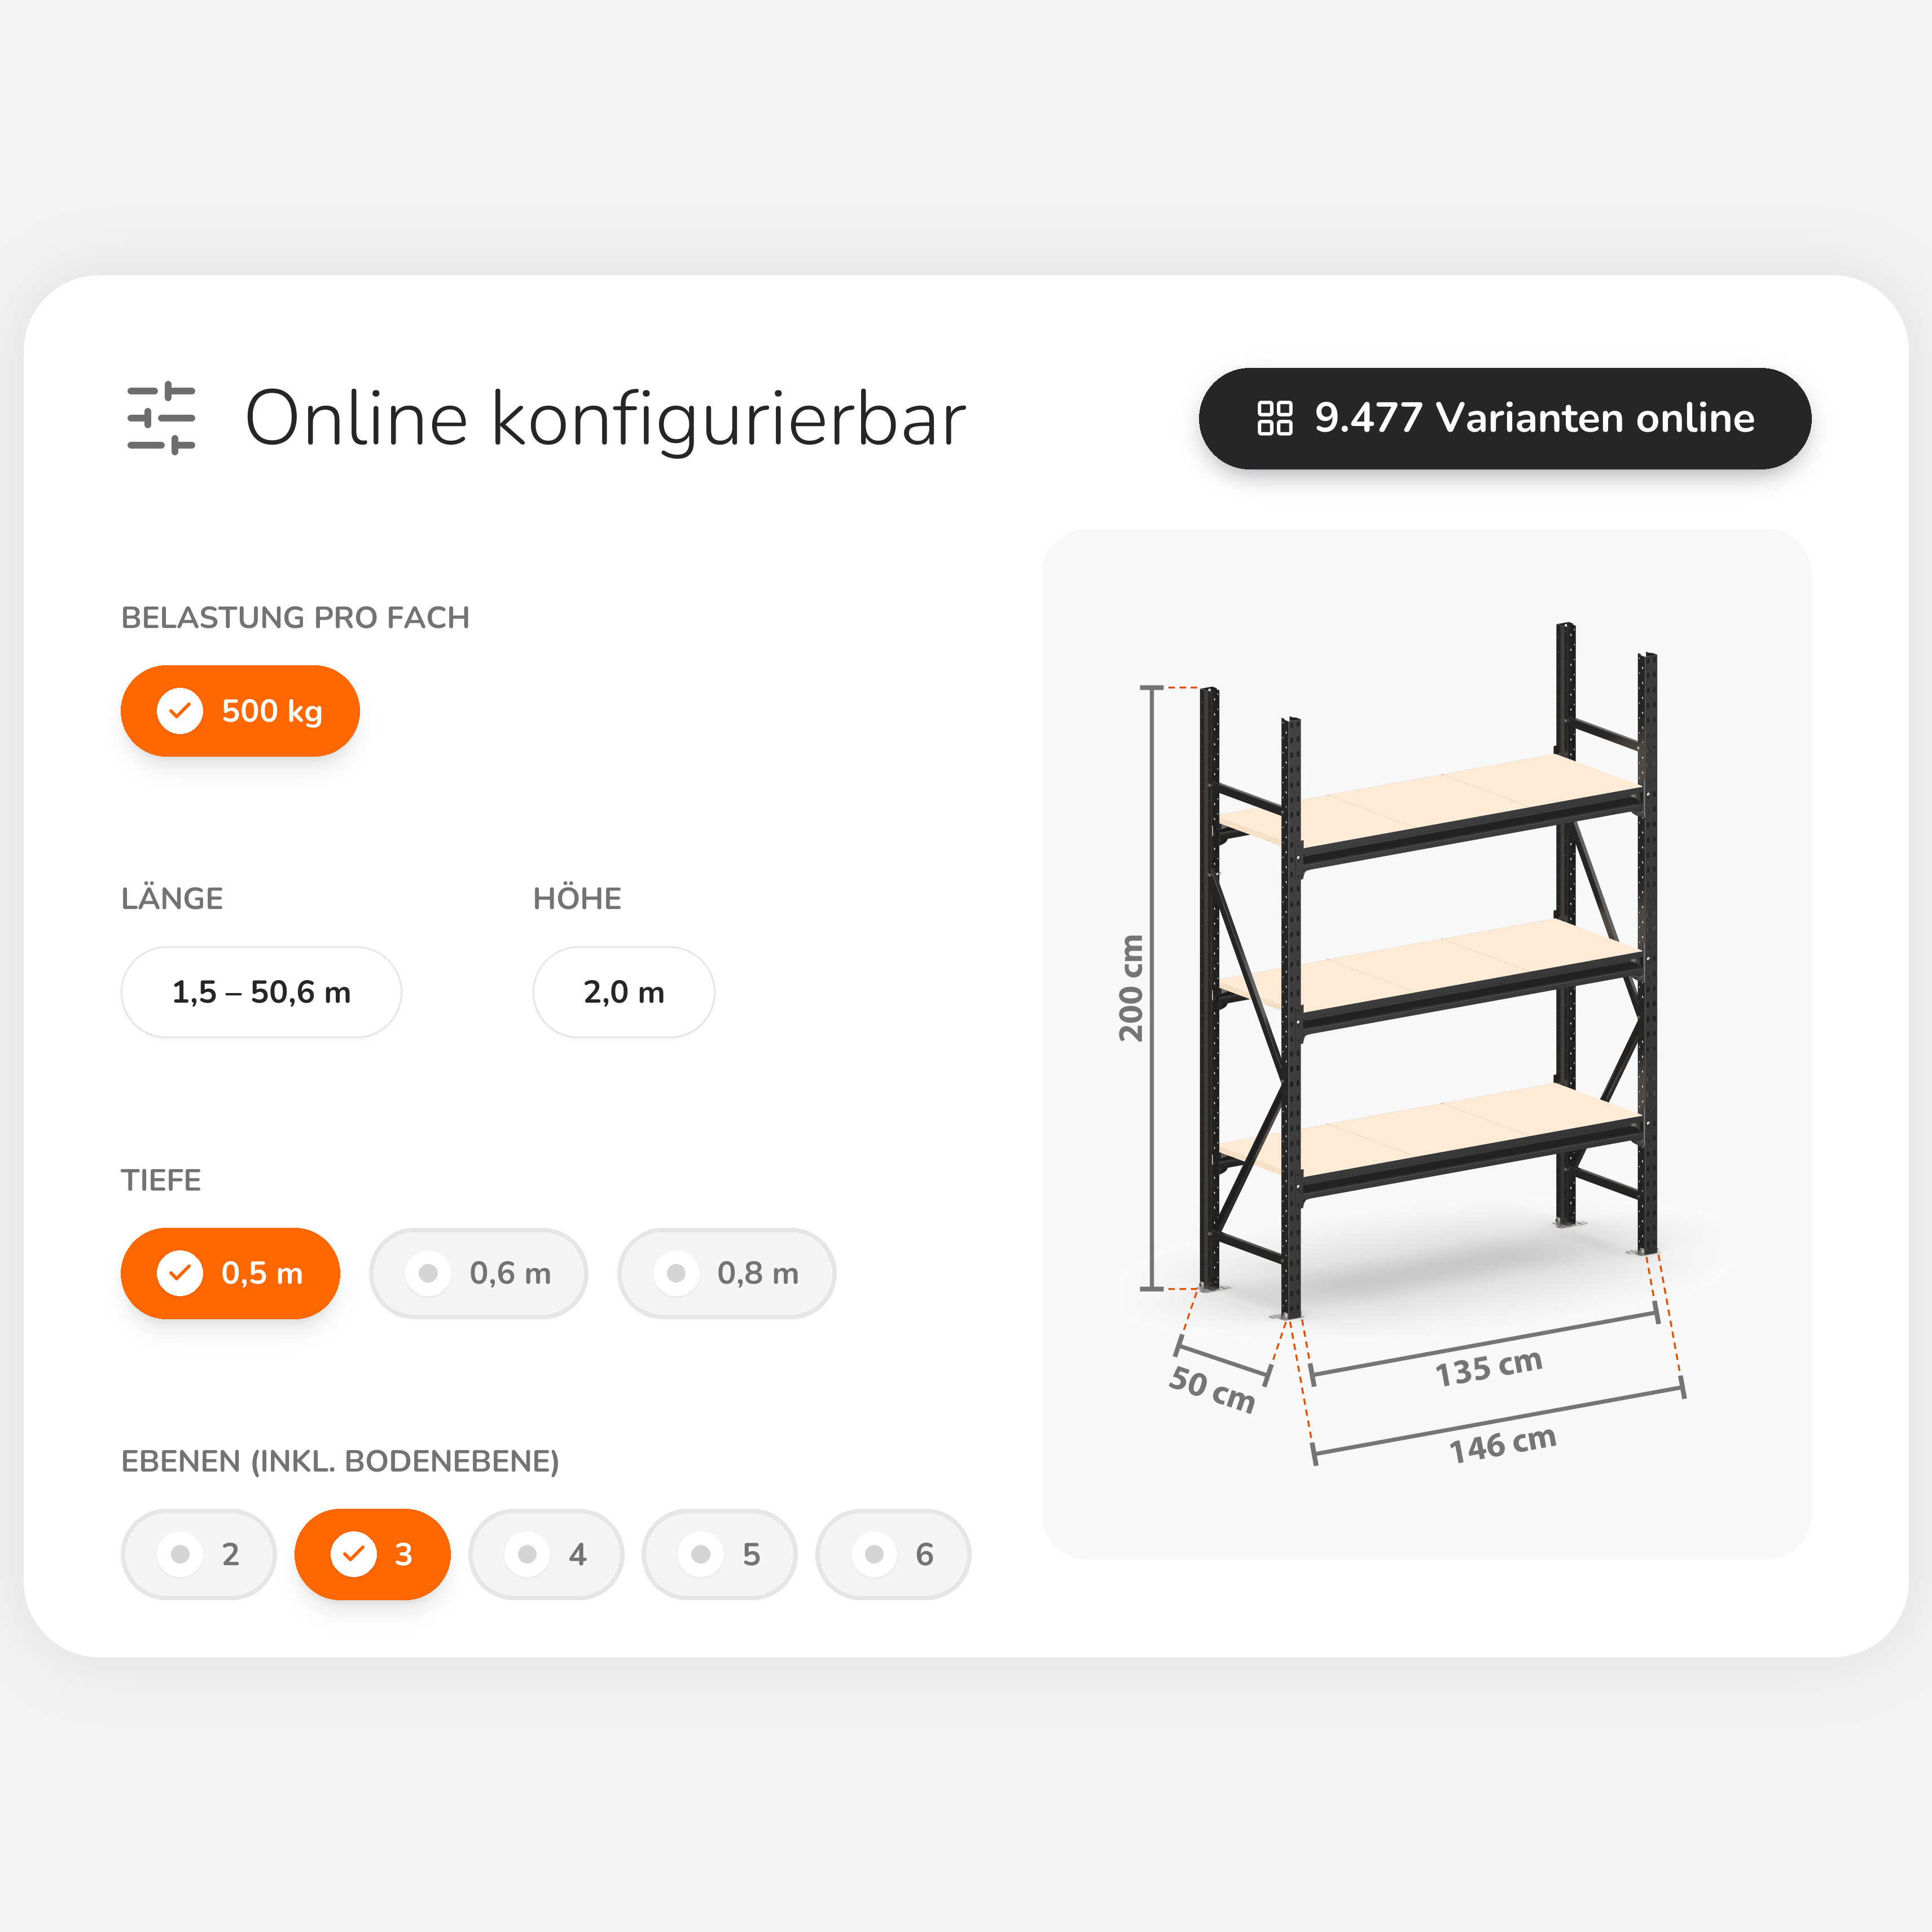 Online konfigurierbar
9.477 Varianten online
BELASTUNG PRO FACH
500 kg
LÄNGE
HÖHE
1,5 – 50,6 m
2,0 m
TIEFE
0,5 m
0,6 m
0,8 m
EBENEN (INKL. BODENEBENE)
2
3
4
5
6
200 cm
50 cm
135 cm
146 cm